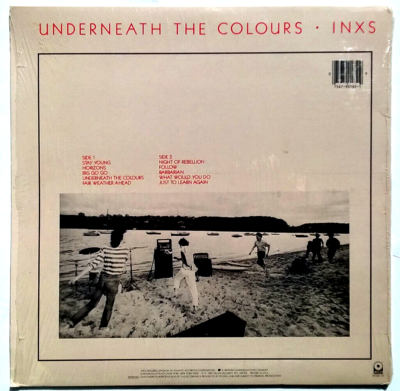 UNDERNEATH THE COLOURS • INXS
SIDE 1
STAY YOUNG
HORIZONS
BIG GO GO
UNDERNEATH THE COLOURS
FAIR WEATHER AHEAD
SIDE 2
NIGHT OF REBELLION
FOLLOW
BARBARIAN
WHAT WOULD YOU DO
JUST TO LEARN AGAIN